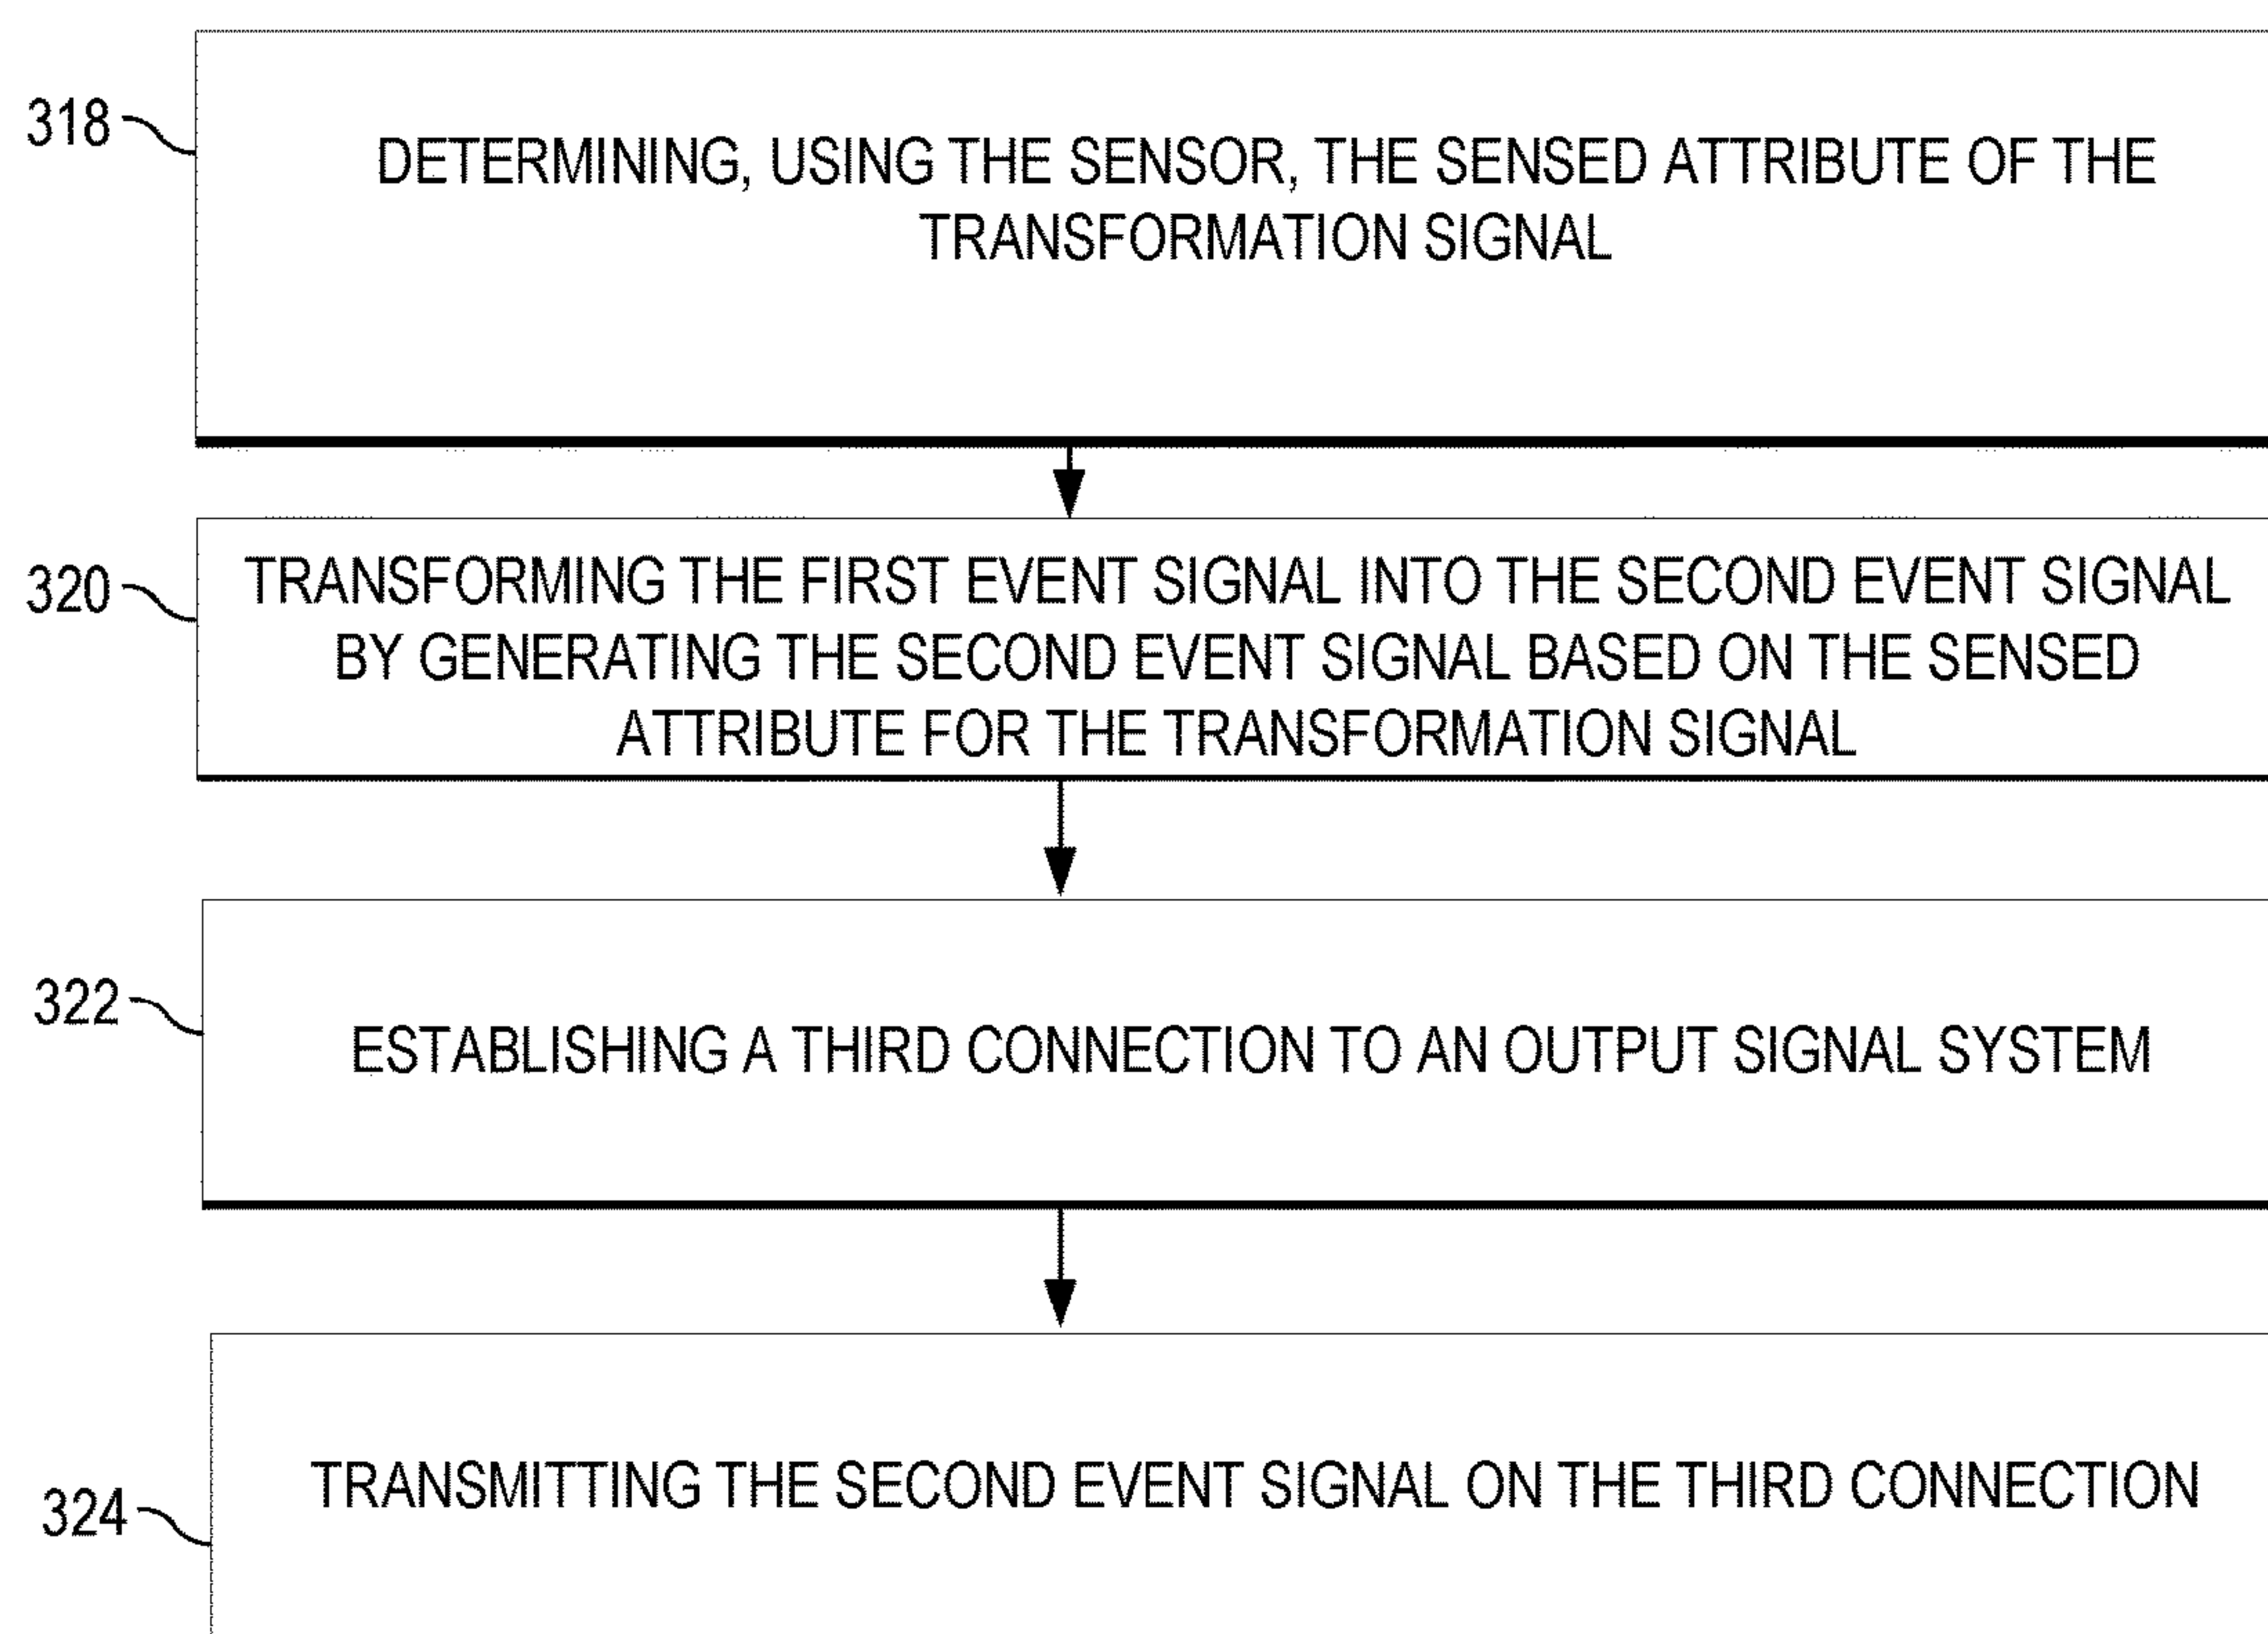 318
DETERMINING, USING THE SENSOR, THE SENSED ATTRIBUTE OF THE
TRANSFORMATION SIGNAL
320
TRANSFORMING THE FIRST EVENT SIGNAL INTO THE SECOND EVENT SIGNAL
BY GENERATING THE SECOND EVENT SIGNAL BASED ON THE SENSED
ATTRIBUTE FOR THE TRANSFORMATION SIGNAL
322
ESTABLISHING A THIRD CONNECTION TO AN OUTPUT SIGNAL SYSTEM
324
TRANSMITTING THE SECOND EVENT SIGNAL ON THE THIRD CONNECTION